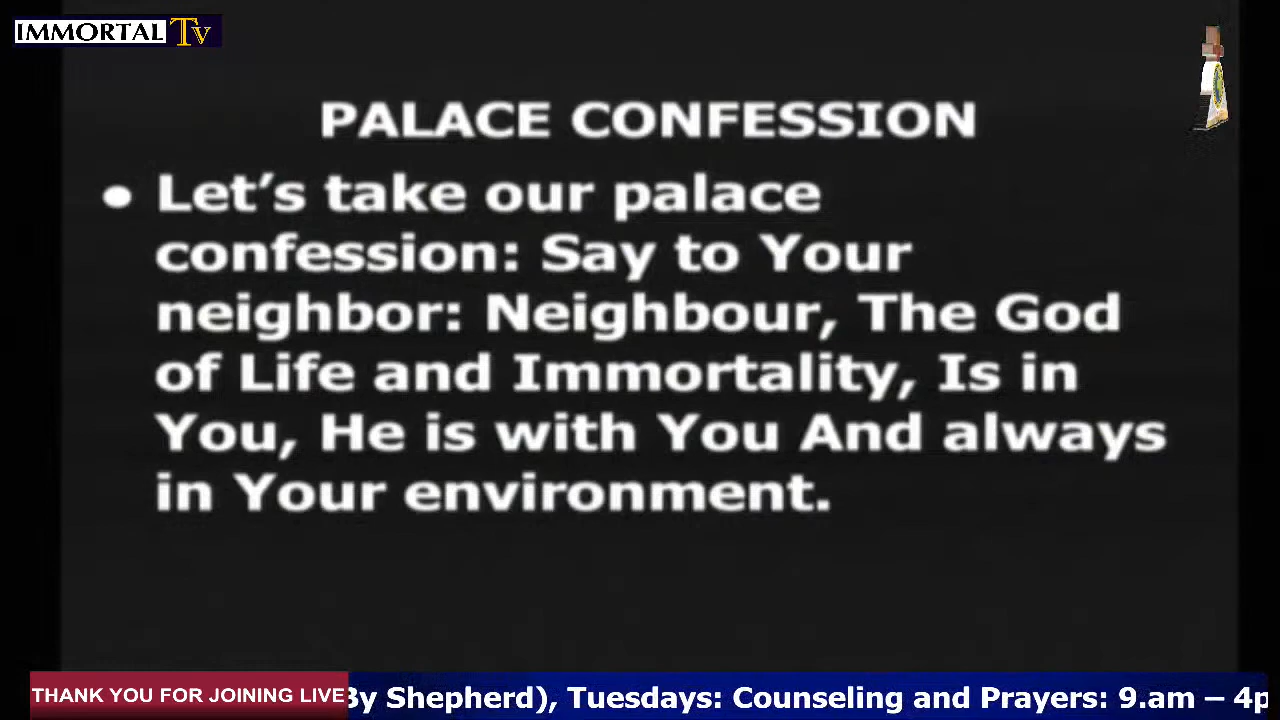 IMMORTAL Tv
PALACE CONFESSION
• Let’s take our palace
confession: Say to Your
neighbor: Neighbour, The God
of Life and Immortality, Is in
You, He is with You And always
in Your environment.
THANK YOU FOR JOINING LIVE
By Shepherd), Tuesdays: Counseling and Prayers: 9.am – 4p